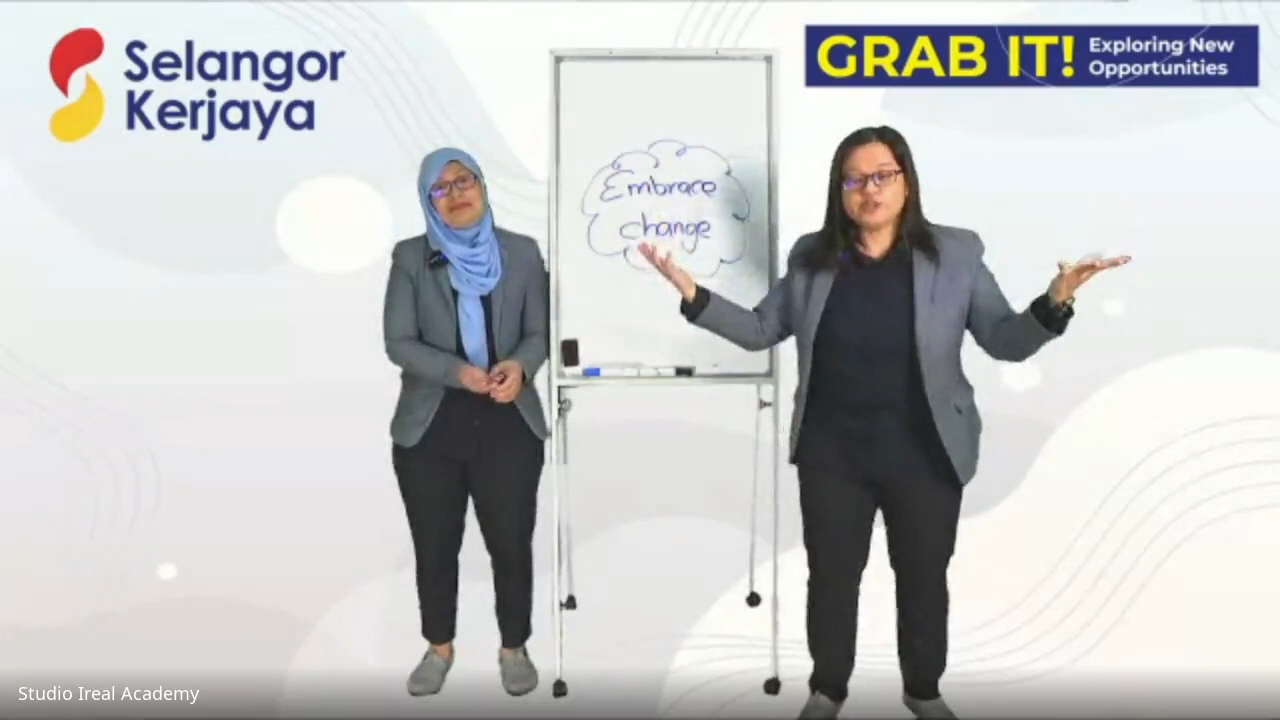 Selangor
Kerjaya
GRAB IT!
Exploring New
Opportunities
Embrace
change
Studio Ireal Academy